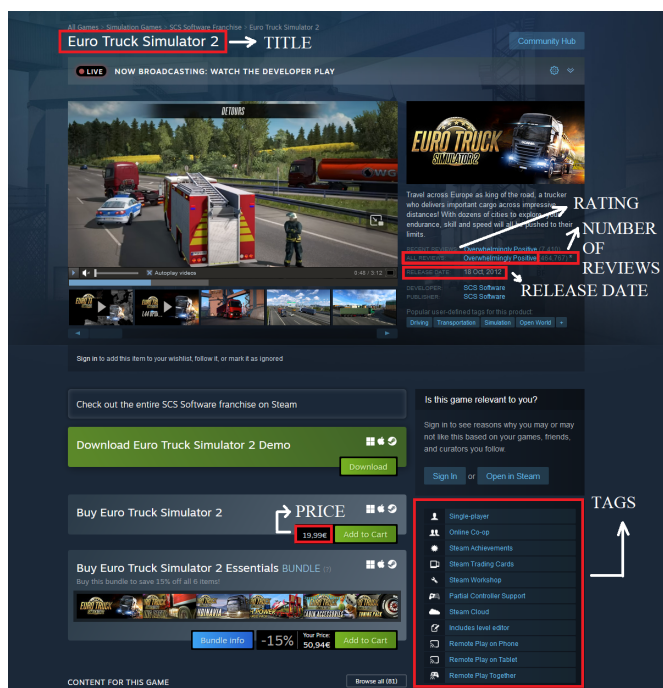 All Games > Simulation Games > SCS Software Franchise > Euro Truck Simulator 2
Euro Truck Simulator 2
TITLE
Community Hub
LIVE
NOW BROADCASTING: WATCH THE DEVELOPER PLAY
DETOURS
EURO TRUCK
SIMULATOR 2
Travel across Europe as king of the road, a trucker
who delivers important cargo across impressive
distances! With dozens of cities to explore, your
endurance, skill and speed will all be pushed to their
limits.
RATING
NUMBER
OF
REVIEWS
RECENT REVIEWS: Overwhelmingly Positive
ALL REVIEWS: Overwhelmingly Positive
RELEASE DATE: 18 Oct, 2012
RELEASE DATE
DEVELOPER: SCS Software
PUBLISHER: SCS Software
Autoplay videos
0:48 / 3:12
Popular user-defined tags for this product:
Driving
Transportation
Simulation
Open World
+
Sign in to add this item to your wishlist, follow it, or mark it as ignored
Check out the entire SCS Software franchise on Steam
Is this game relevant to you?
Sign in to see reasons why you may or may
not like this based on your games, friends,
and curators you follow.
Sign In or Open in Steam
Download Euro Truck Simulator 2 Demo
Download
Buy Euro Truck Simulator 2
PRICE
19,99€
Add to Cart
TAGS
Single-player
Online Co-op
Steam Achievements
Steam Trading Cards
Steam Workshop
Partial Controller Support
Steam Cloud
Includes level editor
Remote Play on Phone
Remote Play on Tablet
Remote Play Together
Buy Euro Truck Simulator 2 Essentials BUNDLE (?)
Buy this bundle to save 15% off all 6 items!
Bundle info
-15%
Your Price:
50,94€
Add to Cart
CONTENT FOR THIS GAME
Browse all (81)